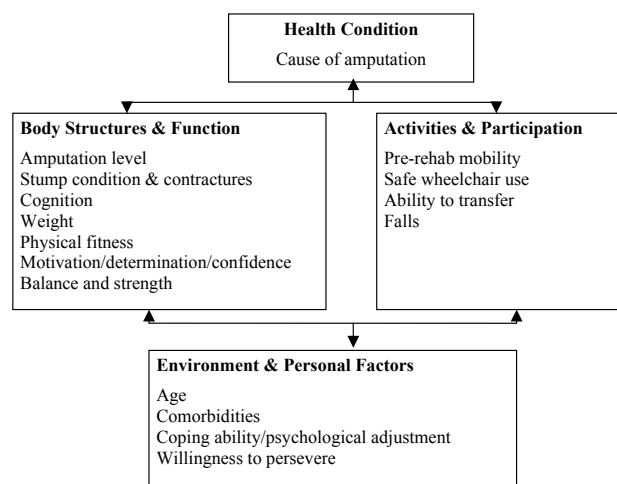 Health Condition
Cause of amputation
Body Structures & Function
Amputation level
Stump condition & contractures
Cognition
Weight
Physical fitness
Motivation/determination/confidence
Balance and strength
Activities & Participation
Pre-rehab mobility
Safe wheelchair use
Ability to transfer
Falls
Environment & Personal Factors
Age
Comorbidities
Coping ability/psychological adjustment
Willingness to persevere